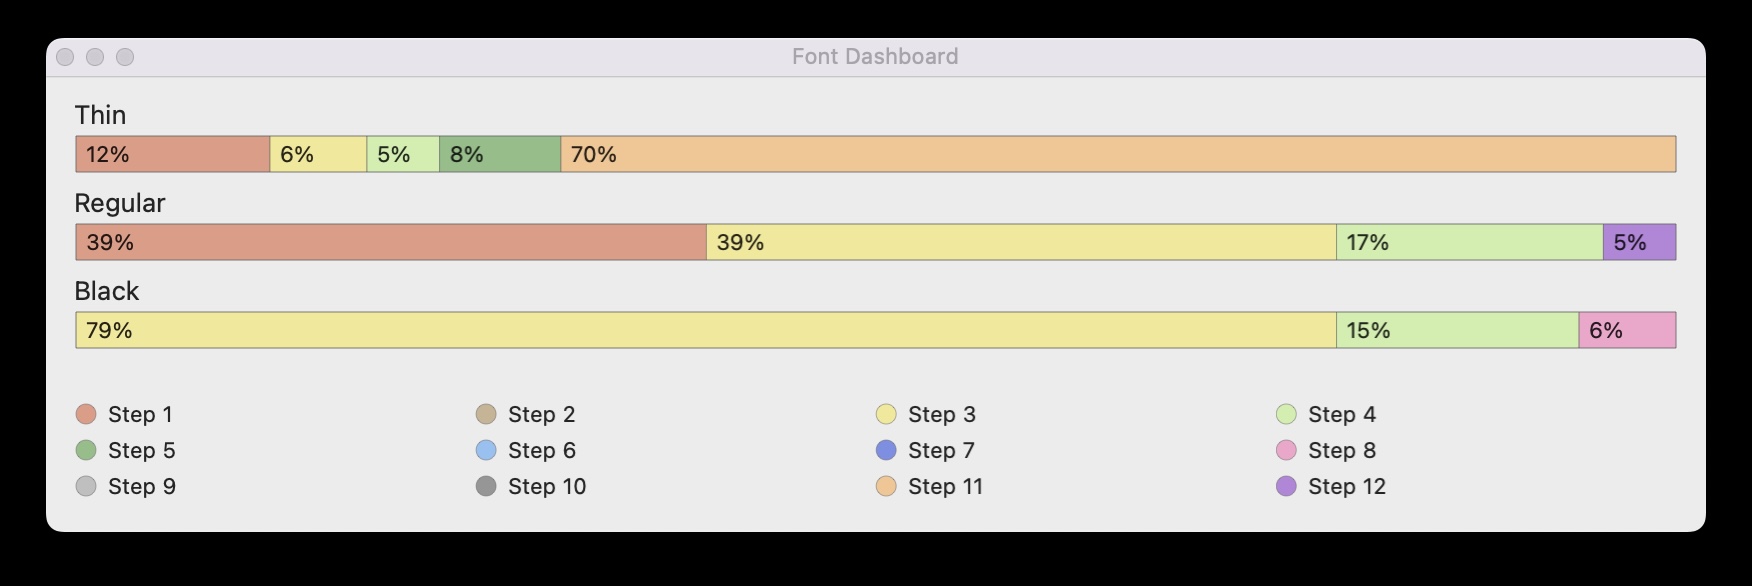 Font Dashboard
Thin
12% 6% 5% 8% 70%
Regular
39% 39% 17% 5%
Black
79% 15% 6%
Step 1 Step 2 Step 3 Step 4
Step 5 Step 6 Step 7 Step 8
Step 9 Step 10 Step 11 Step 12